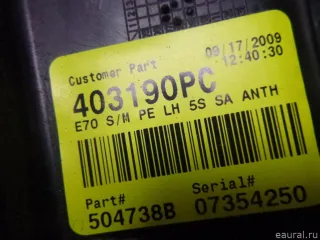 Customer Part
09/17/2009
12:40:30
403190PC
E70 S/M PE LH 5S SA ANTH
Part#
Serial#
504738B
07354250
eaural.ru